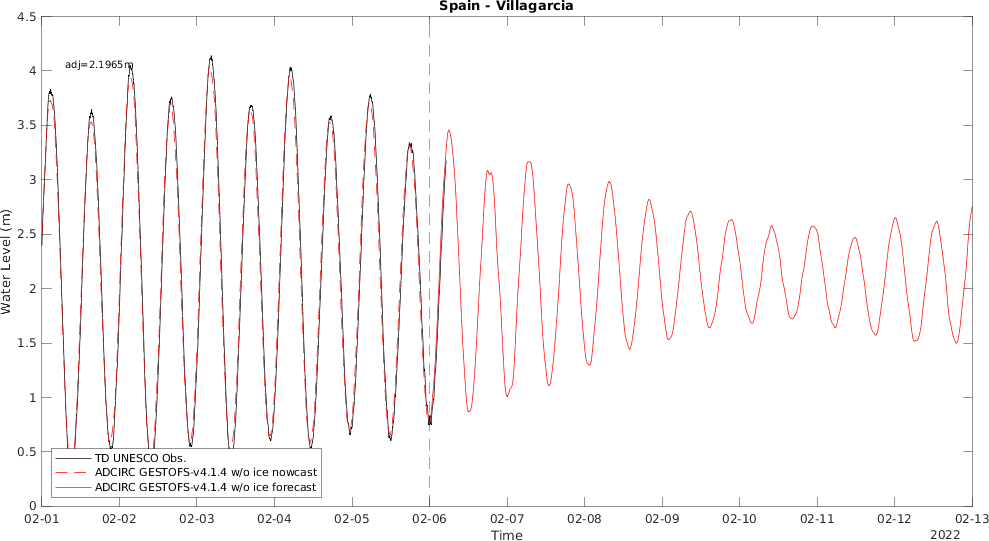 Spain - Villagarcia
Water Level (m)
4.5
4
3.5
3
2.5
2
1.5
1
0.5
0
adj=2.1965m
TD UNESCO Obs.
ADCIRC GESTOFS-v4.1.4 w/o ice nowcast
ADCIRC GESTOFS-v4.1.4 w/o ice forecast
02-01 02-02 02-03 02-04 02-05 02-06 02-07 02-08 02-09 02-10 02-11 02-12 02-13
Time
2022